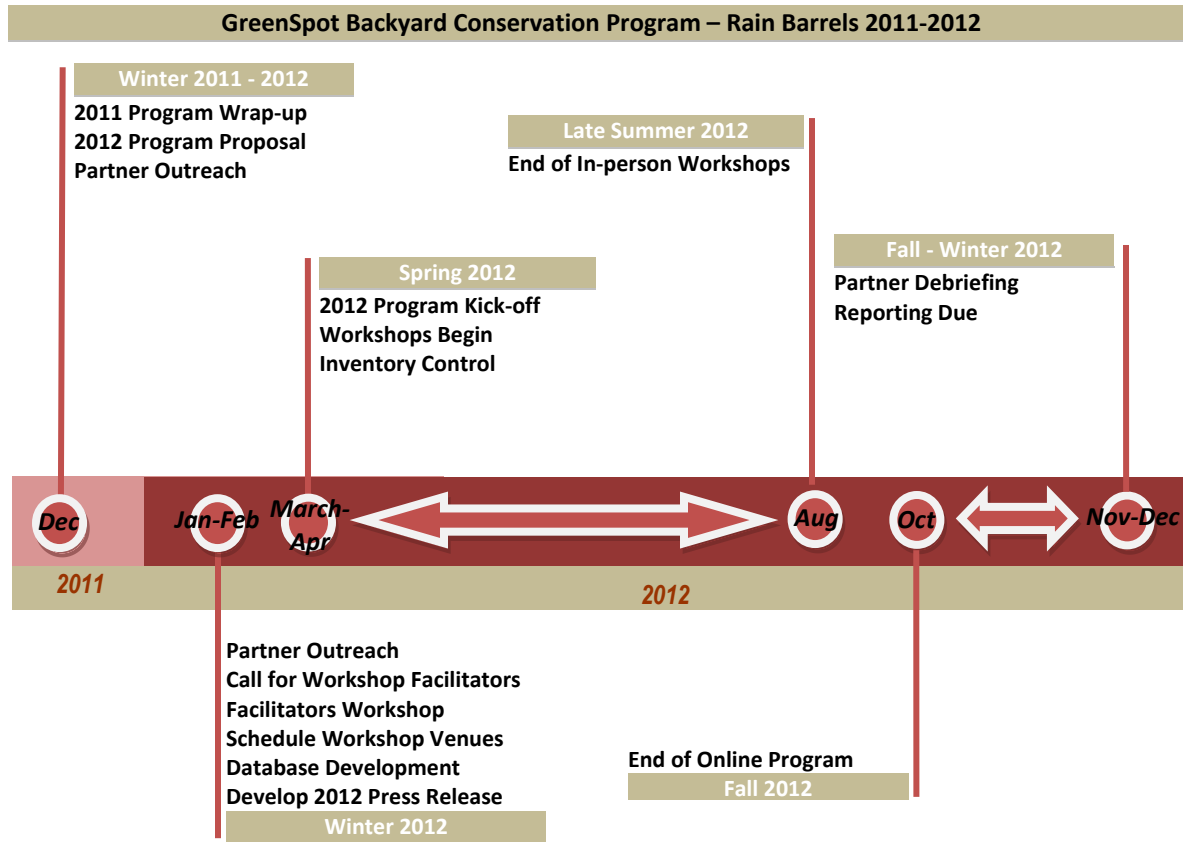 GreenSpot Backyard Conservation Program – Rain Barrels 2011-2012
Winter 2011 - 2012
2011 Program Wrap-up
2012 Program Proposal
Partner Outreach
Late Summer 2012
End of In-person Workshops
Fall - Winter 2012
Partner Debriefing
Reporting Due
Spring 2012
2012 Program Kick-off
Workshops Begin
Inventory Control
Dec
Jan-Feb
March-
Apr
Aug
Oct
Nov-Dec
2011
2012
Partner Outreach
Call for Workshop Facilitators
Facilitators Workshop
Schedule Workshop Venues
Database Development
Develop 2012 Press Release
Winter 2012
End of Online Program
Fall 2012